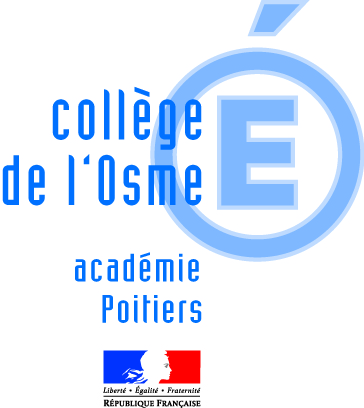 collège
de l'Osme
É
académie
Poitiers
Liberté • Égalité • Fraternité
RÉPUBLIQUE FRANÇAISE